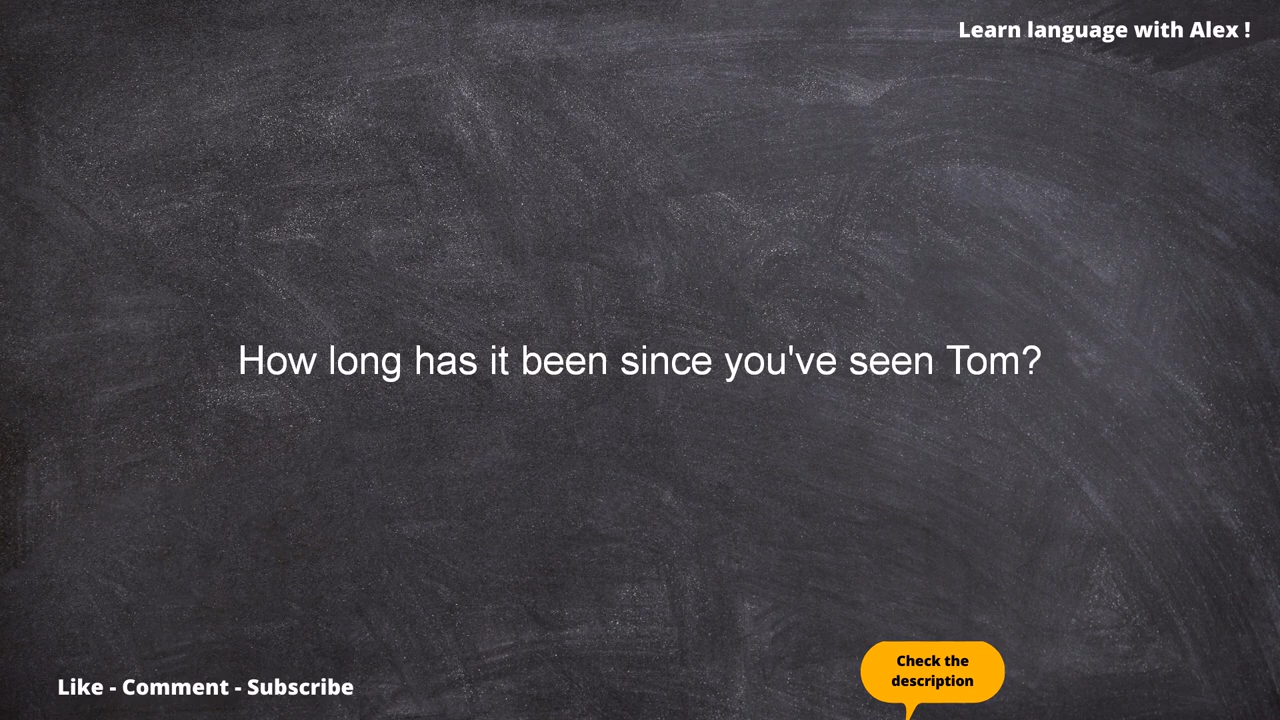 Learn language with Alex !
How long has it been since you've seen Tom?
Like - Comment - Subscribe
Check the
description